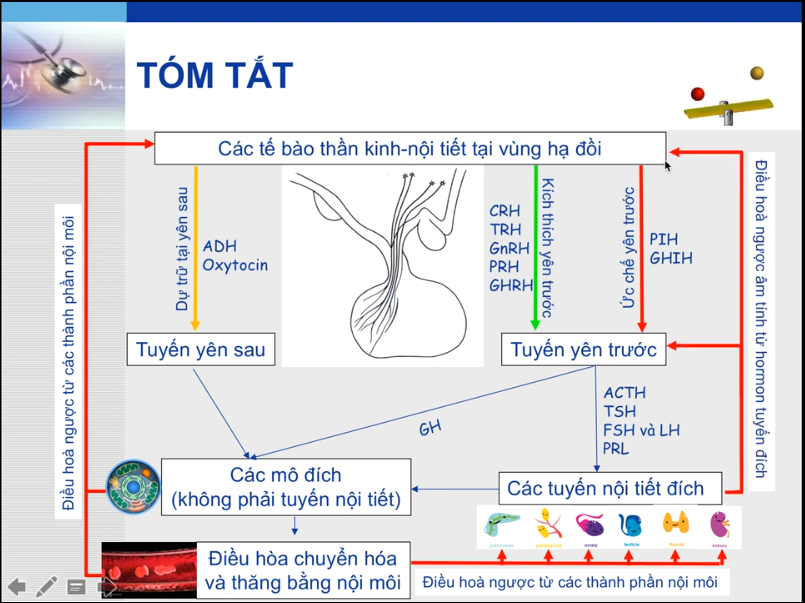 TÓM TẮT
Các tế bào thần kinh-nội tiết tại vùng hạ đồi
Điều hoà ngược từ các thành phần nội môi
Dự trữ tại yên sau
ADH
Oxytocin
CRH
TRH
GnRH
PRH
GHRH
Kích thích yên trước
Ức chế yên trước
PIH
GHIH
Điều hoà ngược âm tính từ hormon tuyến đích
Tuyến yên sau
Tuyến yên trước
GH
ACTH
TSH
FSH và LH
PRL
Các mô đích
(không phải tuyến nội tiết)
Các tuyến nội tiết đích
ovary
testicle
thyroid
kidney
Điều hòa chuyển hóa
và thăng bằng nội môi
Điều hoà ngược từ các thành phần nội môi